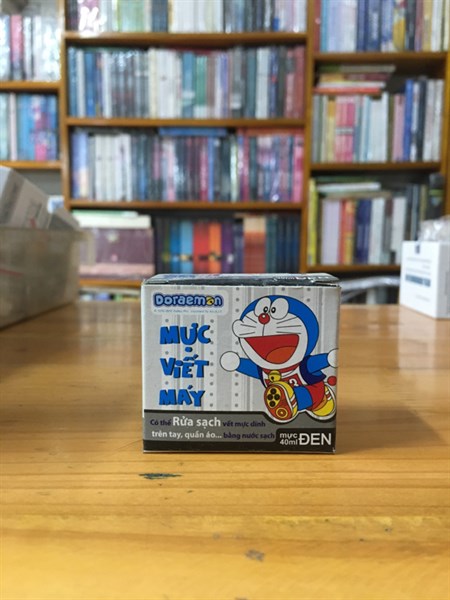 Doraemon
MỰC
VIẾT
MÁY
Có thể Rửa sạch vết mực dính
trên tay, quần áo... bằng nước sạch
mực
40ml ĐEN